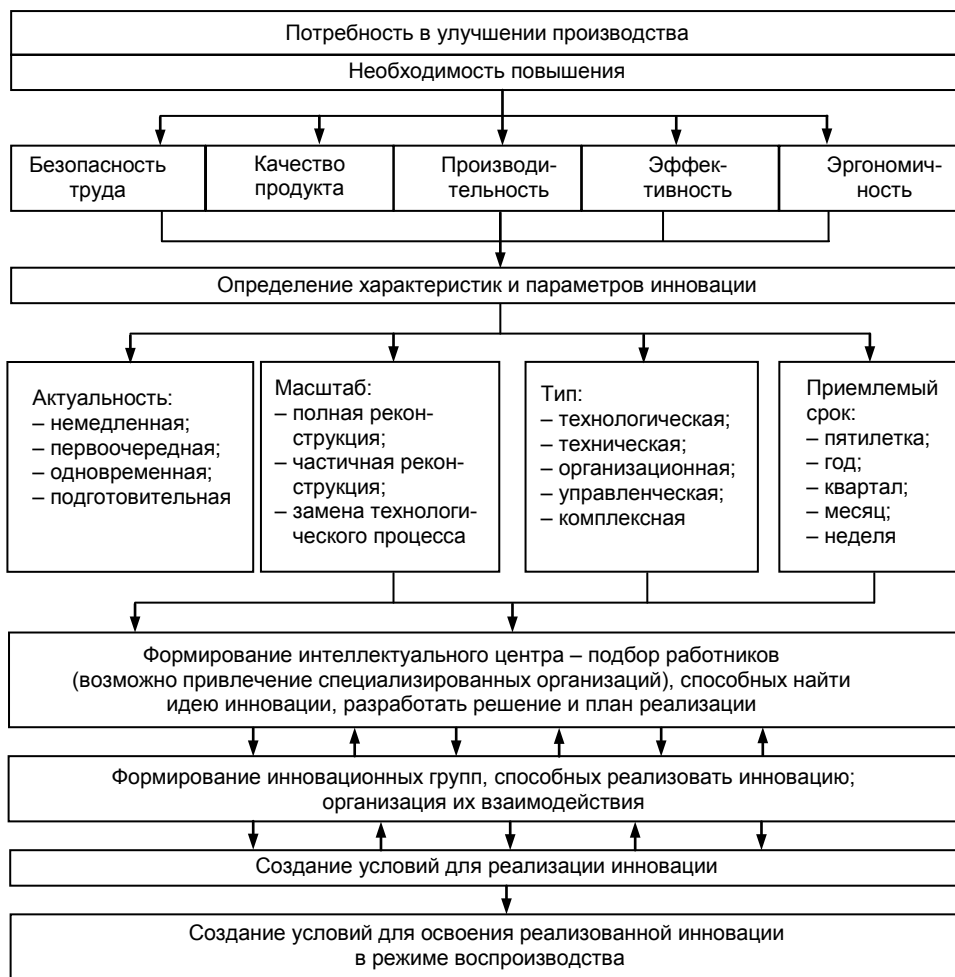 Потребность в улучшении производства
Необходимость повышения
Безопасность
труда
Качество
продукта
Производи-
тельность
Эффек-
тивность
Эргономич-
ность
Определение характеристик и параметров инновации
Актуальность:
– немедленная;
– первоочередная;
– одновременная;
– подготовительная
Масштаб:
– полная рекон-
струкция;
– частичная рекон-
струкция;
– замена технологи-
ческого процесса
Тип:
– технологическая;
– техническая;
– организационная;
– управленческая;
– комплексная
Приемлемый
срок:
– пятилетка;
– год;
– квартал;
– месяц;
– неделя
Формирование интеллектуального центра – подбор работников
(возможно привлечение специализированных организаций), способных найти
идею инновации, разработать решение и план реализации
Формирование инновационных групп, способных реализовать инновацию;
организация их взаимодействия
Создание условий для реализации инновации
Создание условий для освоения реализованной инновации
в режиме воспроизводства